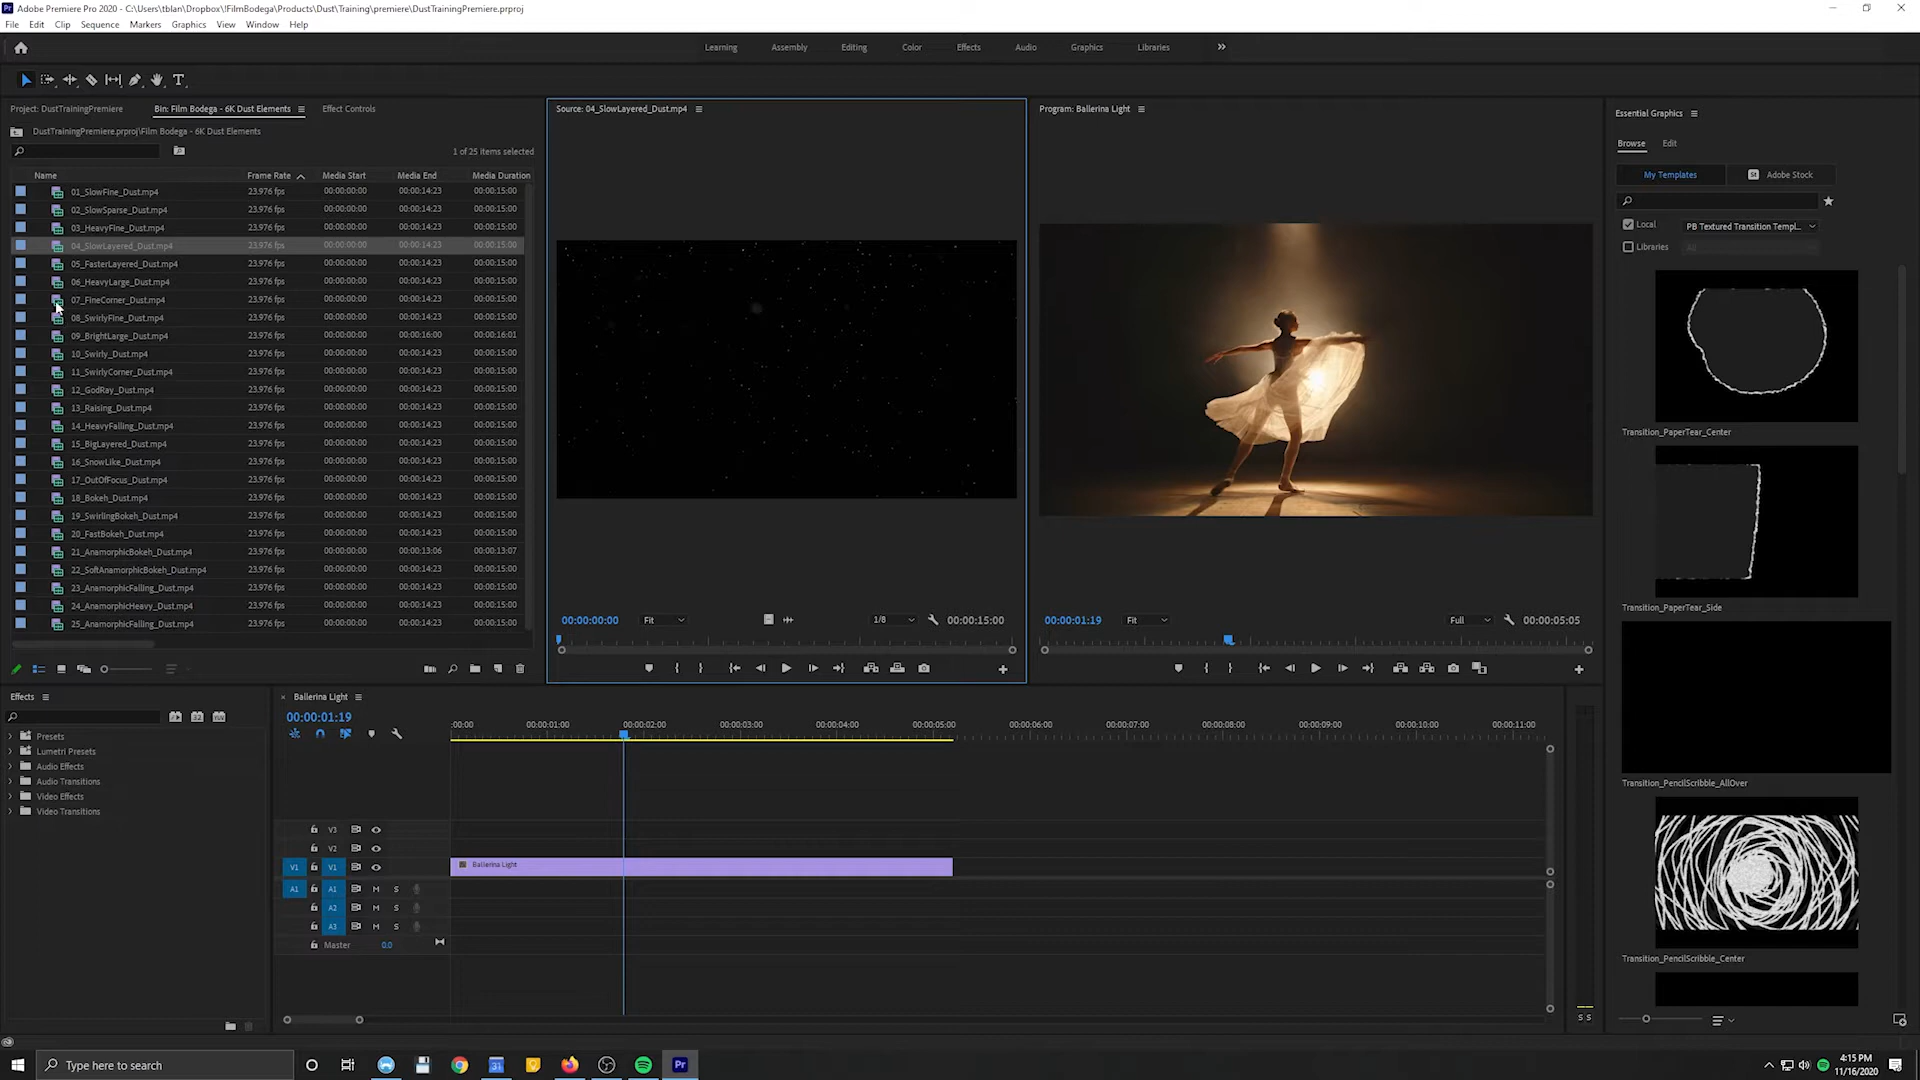 Adobe Premiere Pro 2020 - C:\Users\tblan\Dropbox\!FilmBodega\Products\Dust\Training\premiere\DustTrainingPremiere.prproj
File Edit Clip Sequence Markers Graphics View Window Help
Learning Assembly Editing Color Effects Audio Graphics Libraries
Project: DustTrainingPremiere Bin: Film Bodega - 6K Dust Elements Effect Controls
DustTrainingPremiere.prproj\Film Bodega - 6K Dust Elements
1 of 25 items selected
Name Frame Rate Media Start Media End Media Duration
01_SlowFine_Dust.mp4 23.976 fps 00:00:00:00 00:00:14:23 00:00:15:00
02_SlowSparse_Dust.mp4 23.976 fps 00:00:00:00 00:00:14:23 00:00:15:00
03_HeavyFine_Dust.mp4 23.976 fps 00:00:00:00 00:00:14:23 00:00:15:00
04_SlowLayered_Dust.mp4 23.976 fps 00:00:00:00 00:00:14:23 00:00:15:00
05_FasterLayered_Dust.mp4 23.976 fps 00:00:00:00 00:00:14:23 00:00:15:00
06_HeavyLarge_Dust.mp4 23.976 fps 00:00:00:00 00:00:14:23 00:00:15:00
07_FineCorner_Dust.mp4 23.976 fps 00:00:00:00 00:00:14:23 00:00:15:00
08_SwirlyFine_Dust.mp4 23.976 fps 00:00:00:00 00:00:14:23 00:00:15:00
09_BrightLarge_Dust.mp4 23.976 fps 00:00:00:00 00:00:16:00 00:00:16:01
10_Swirly_Dust.mp4 23.976 fps 00:00:00:00 00:00:14:23 00:00:15:00
11_SwirlyCorner_Dust.mp4 23.976 fps 00:00:00:00 00:00:14:23 00:00:15:00
12_GodRay_Dust.mp4 23.976 fps 00:00:00:00 00:00:14:23 00:00:15:00
13_Raising_Dust.mp4 23.976 fps 00:00:00:00 00:00:14:23 00:00:15:00
14_HeavyFalling_Dust.mp4 23.976 fps 00:00:00:00 00:00:14:23 00:00:15:00
15_BigLayered_Dust.mp4 23.976 fps 00:00:00:00 00:00:14:23 00:00:15:00
16_SnowLike_Dust.mp4 23.976 fps 00:00:00:00 00:00:14:23 00:00:15:00
17_OutOfFocus_Dust.mp4 23.976 fps 00:00:00:00 00:00:14:23 00:00:15:00
18_Bokeh_Dust.mp4 23.976 fps 00:00:00:00 00:00:14:23 00:00:15:00
19_SwirlingBokeh_Dust.mp4 23.976 fps 00:00:00:00 00:00:14:23 00:00:15:00
20_FastBokeh_Dust.mp4 23.976 fps 00:00:00:00 00:00:14:23 00:00:15:00
21_AnamorphicBokeh_Dust.mp4 23.976 fps 00:00:00:00 00:00:13:06 00:00:13:07
22_SoftAnamorphicBokeh_Dust.mp4 23.976 fps 00:00:00:00 00:00:14:23 00:00:15:00
23_AnamorphicFalling_Dust.mp4 23.976 fps 00:00:00:00 00:00:14:23 00:00:15:00
24_AnamorphicHeavy_Dust.mp4 23.976 fps 00:00:00:00 00:00:14:23 00:00:15:00
25_AnamorphicFalling_Dust.mp4 23.976 fps 00:00:00:00 00:00:14:23 00:00:15:00
Source: 04_SlowLayered_Dust.mp4
00:00:00:00 Fit 1/8 00:00:15:00
Program: Ballerina Light
00:00:01:19 Fit Full 00:00:05:05
Essential Graphics
Browse Edit
My Templates Adobe Stock
Local PB Textured Transition Templ...
Libraries All
Transition_PaperTear_Center
Transition_PaperTear_Side
Transition_PencilScribble_AllOver
Transition_PencilScribble_Center
Effects
Presets
Lumetri Presets
Audio Effects
Audio Transitions
Video Effects
Video Transitions
Ballerina Light
00:00:01:19
:00:00 00:00:01:00 00:00:02:00 00:00:03:00 00:00:04:00 00:00:05:00 00:00:06:00 00:00:07:00 00:00:08:00 00:00:09:00 00:00:10:00 00:00:11:00
V3
V2
V1 V1 Ballerina Light
A1 A1 M S
A2 M S
A3 M S
Master 0.0
S S
Type here to search
31
Pr
4:15 PM
11/16/2020